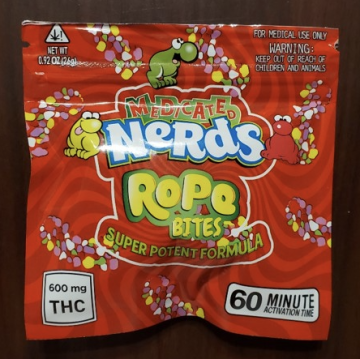 FOR MEDICAL USE ONLY
WARNING:
KEEP OUT OF REACH OF
CHILDREN AND ANIMALS
NET WT
0.92 OZ (26g)
MEDICATED
NeRds
ROPe
BITES
SUPER POTENT FORMULA
600 mg
THC
60 MINUTE
ACTIVATION TIME